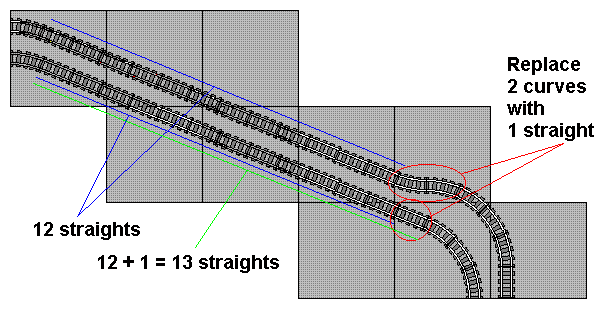 Replace
2 curves
with
1 straight
12 straights
12 + 1 = 13 straights